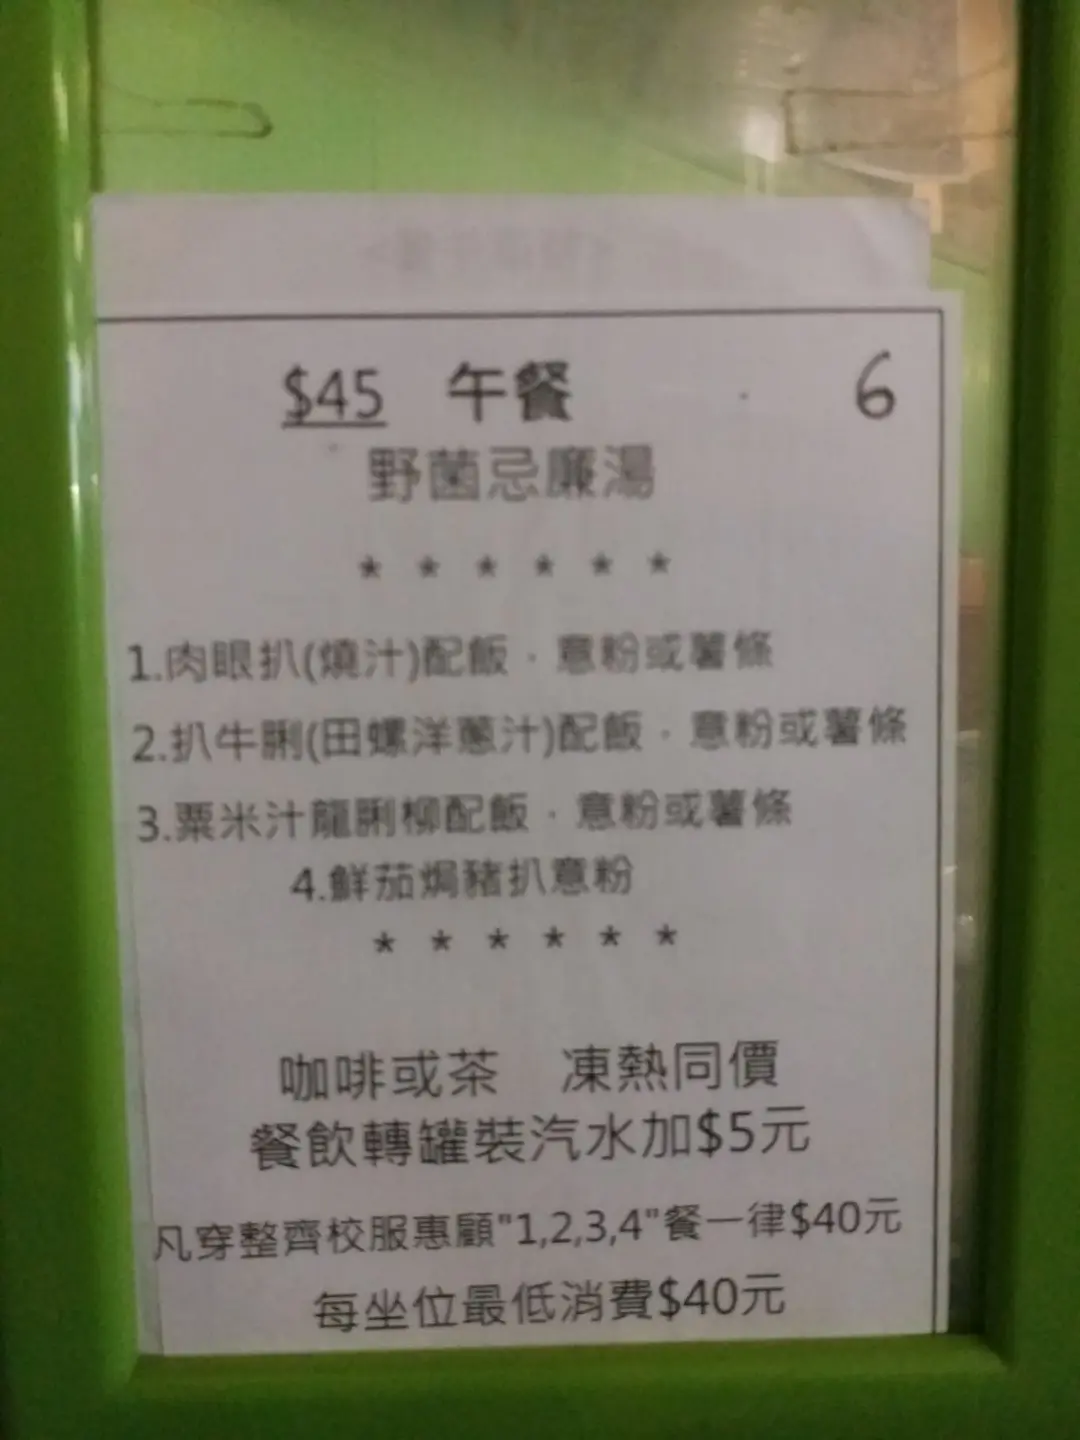 $45 午餐 6
野菌忌廉湯
* * * * * *
1.肉眼扒(燒汁)配飯．意粉或薯條
2.扒牛脷(田螺洋蔥汁)配飯．意粉或薯條
3.粟米汁龍脷柳配飯．意粉或薯條
4.鮮茄焗豬扒意粉
* * * * * *
咖啡或茶 凍熱同價
餐飲轉罐裝汽水加$5元
凡穿整齊校服惠顧"1,2,3,4"餐一律$40元
每坐位最低消費$40元